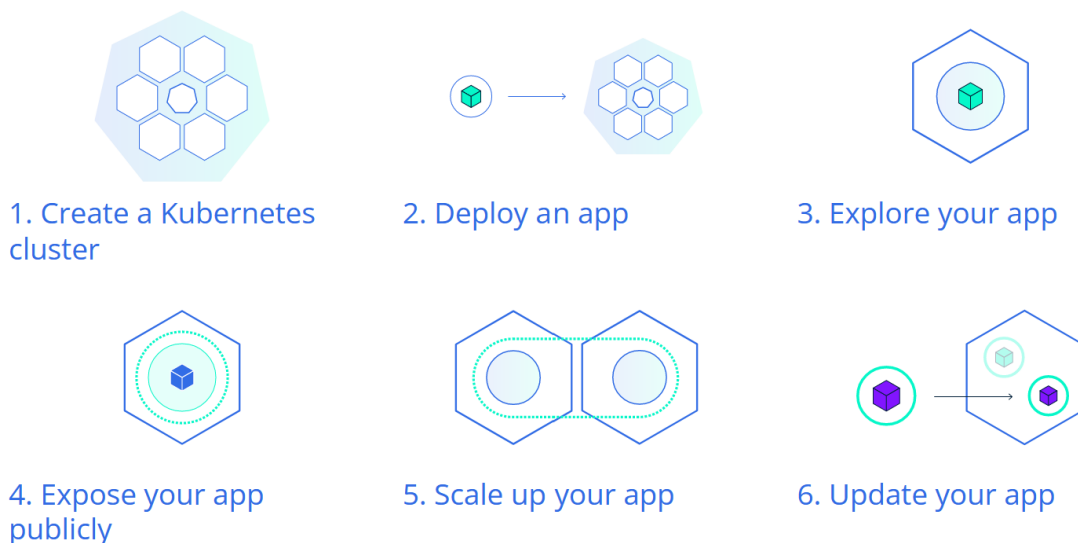 1. Create a Kubernetes
cluster
2. Deploy an app
3. Explore your app
4. Expose your app
publicly
5. Scale up your app
6. Update your app